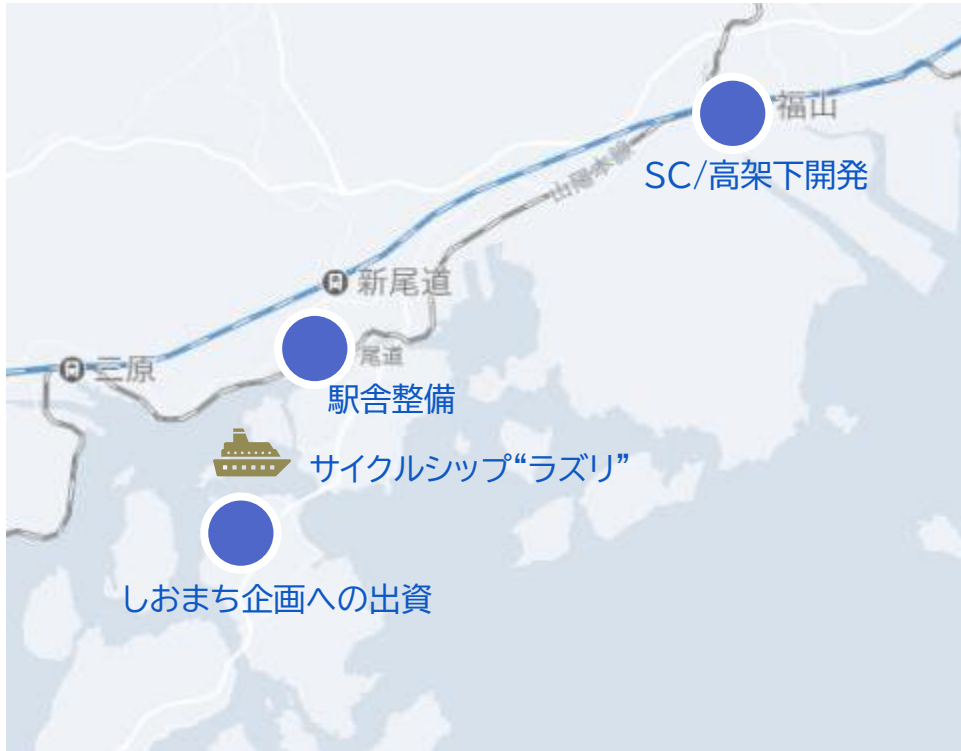 福山
SC/高架下開発
山陽本線
新尾道
尾道
三原
駅舎整備
サイクルシップ“ラズリ”
しおまち企画への出資